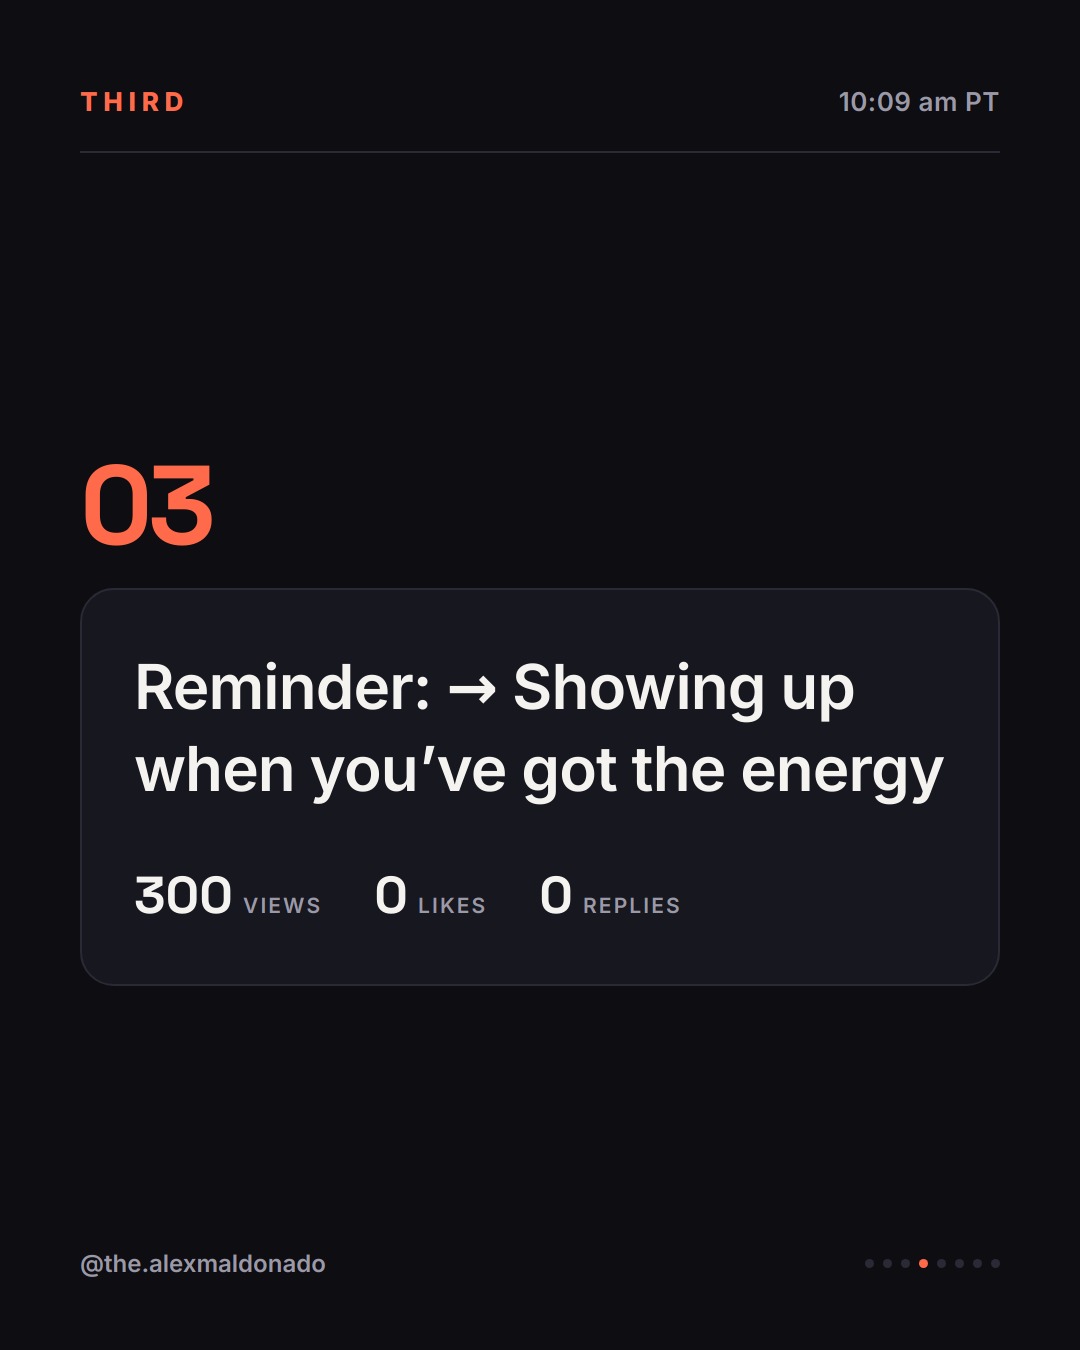 THIRD
10:09 am PT
03
Reminder: → Showing up
when you’ve got the energy
300 VIEWS 0 LIKES 0 REPLIES
@the.alexmaldonado